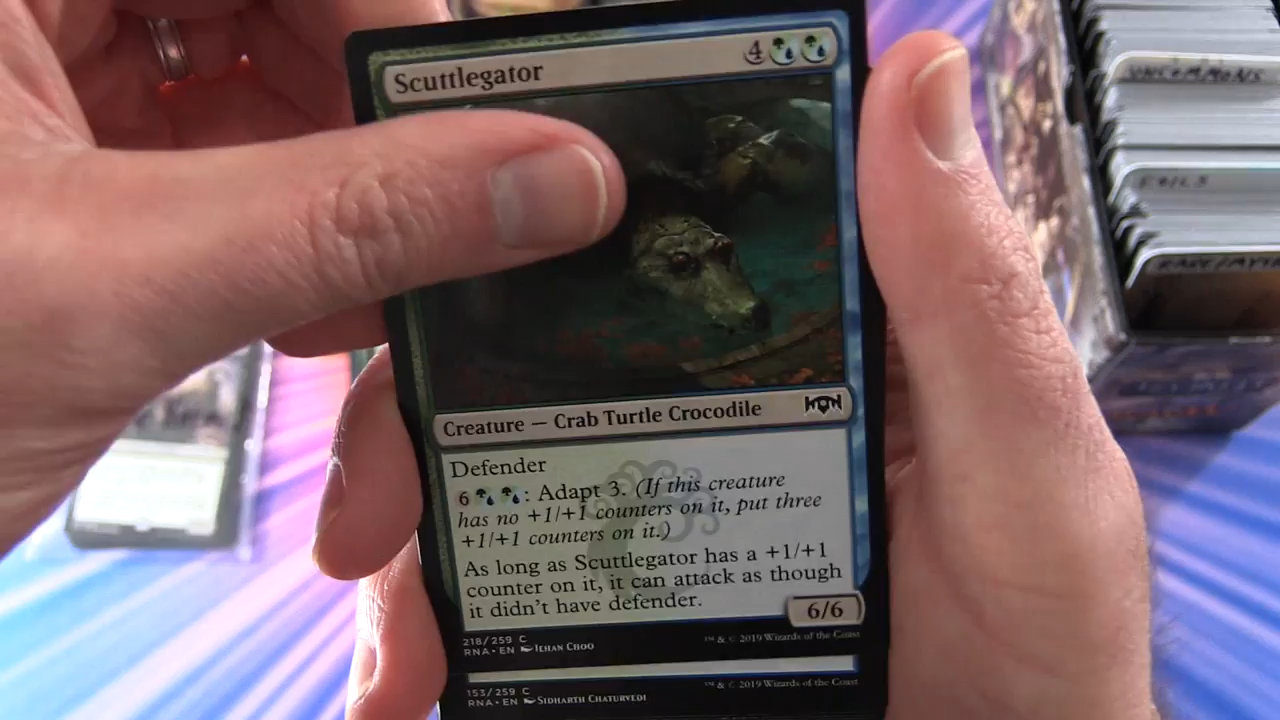 Scuttlegator 4
UNCOMMONS
FOILS
Creature — Crab Turtle Crocodile
Defender
6 : Adapt 3. (If this creature
has no +1/+1 counters on it, put three
+1/+1 counters on it.)
As long as Scuttlegator has a +1/+1
counter on it, it can attack as though
it didn't have defender.
6/6
218/259 C
RNA • EN IEHAN CHOO
™ & © 2019 Wizards of the Coast
153/259 C
RNA • EN SIDHARTH CHATURVEDI
™ & © 2019 Wizards of the Coast